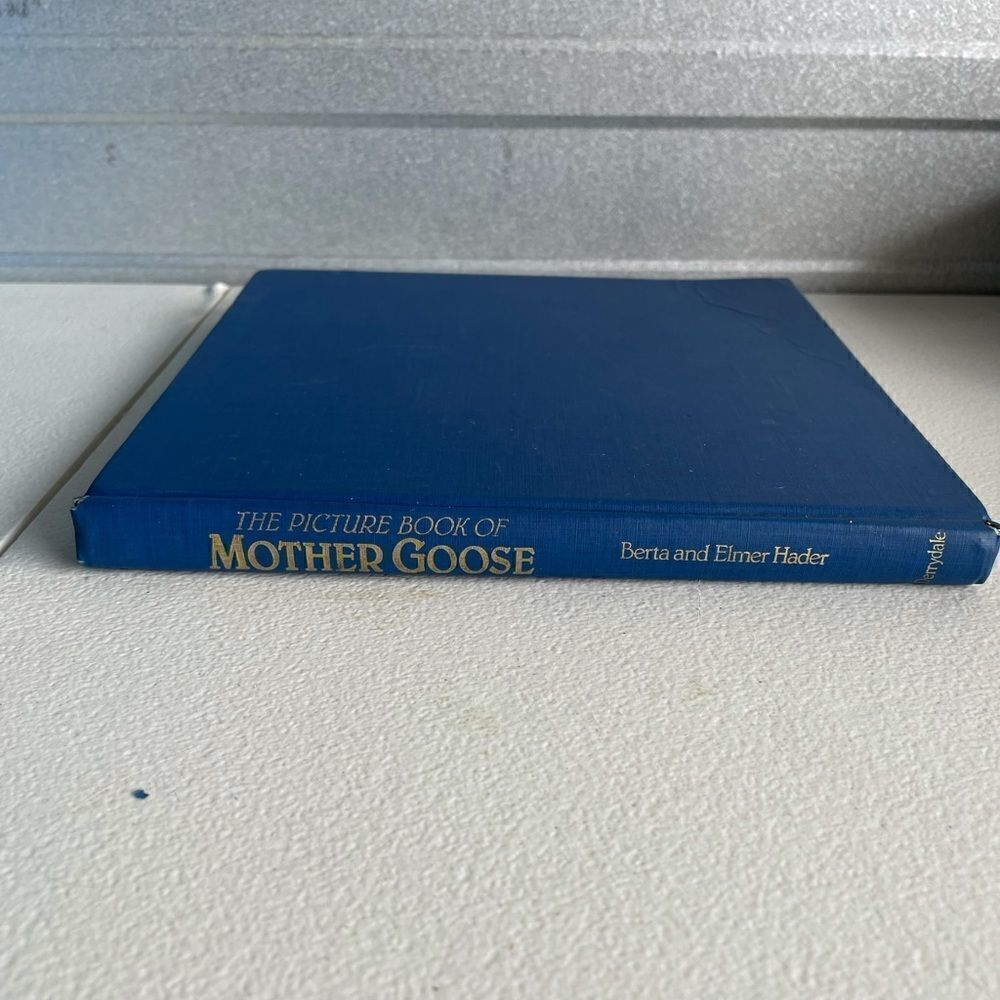 THE PICTURE BOOK OF
MOTHER GOOSE
Berta and Elmer Hader
Derrydale